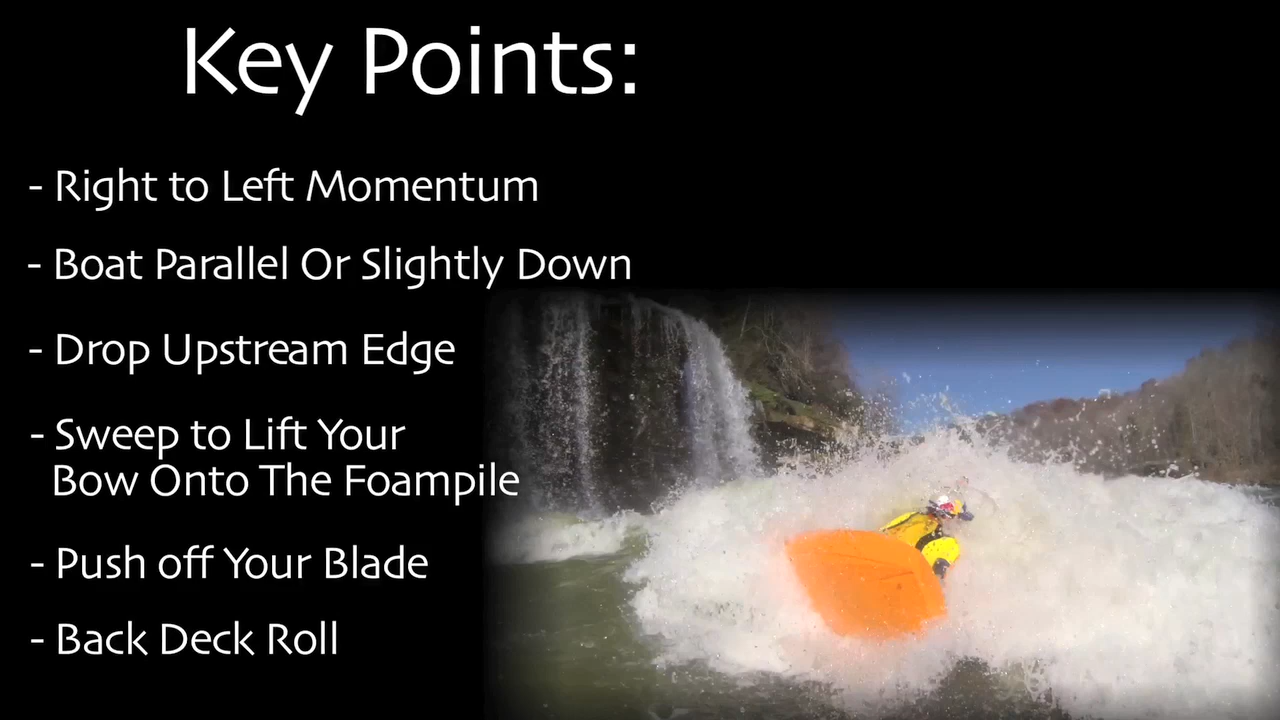 Key Points:
- Right to Left Momentum
- Boat Parallel Or Slightly Down
- Drop Upstream Edge
- Sweep to Lift Your
Bow Onto The Foampile
- Push off Your Blade
- Back Deck Roll